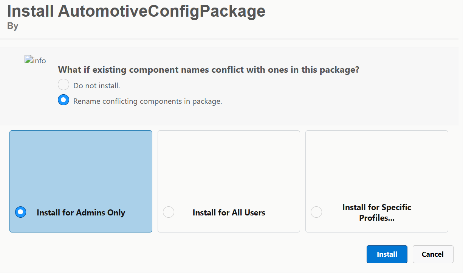 Install AutomotiveConfigPackage
By
info
What if existing component names conflict with ones in this package?
Do not install.
Rename conflicting components in package.
Install for Admins Only
Install for All Users
Install for Specific
Profiles...
Install
Cancel